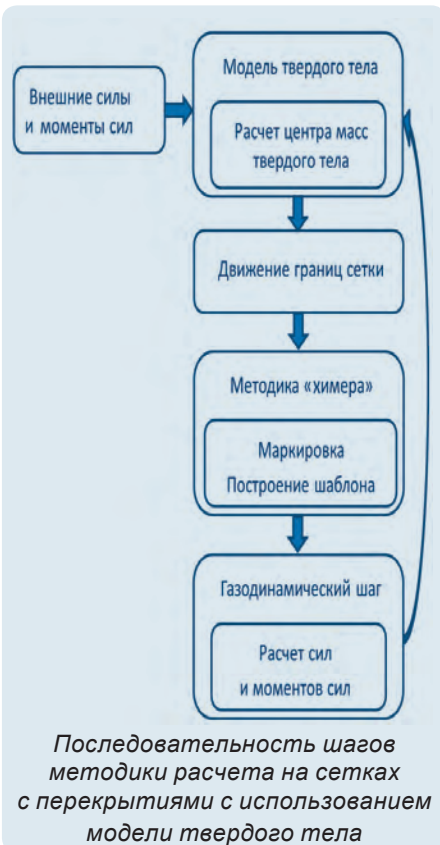 Внешние силы
и моменты сил
Модель твердого тела
Расчет центра масс
твердого тела
Движение границ сетки
Методика «химера»
Маркировка
Построение шаблона
Газодинамический шаг
Расчет сил
и моментов сил
Последовательность шагов
методики расчета на сетках
с перекрытиями с использованием
модели твердого тела